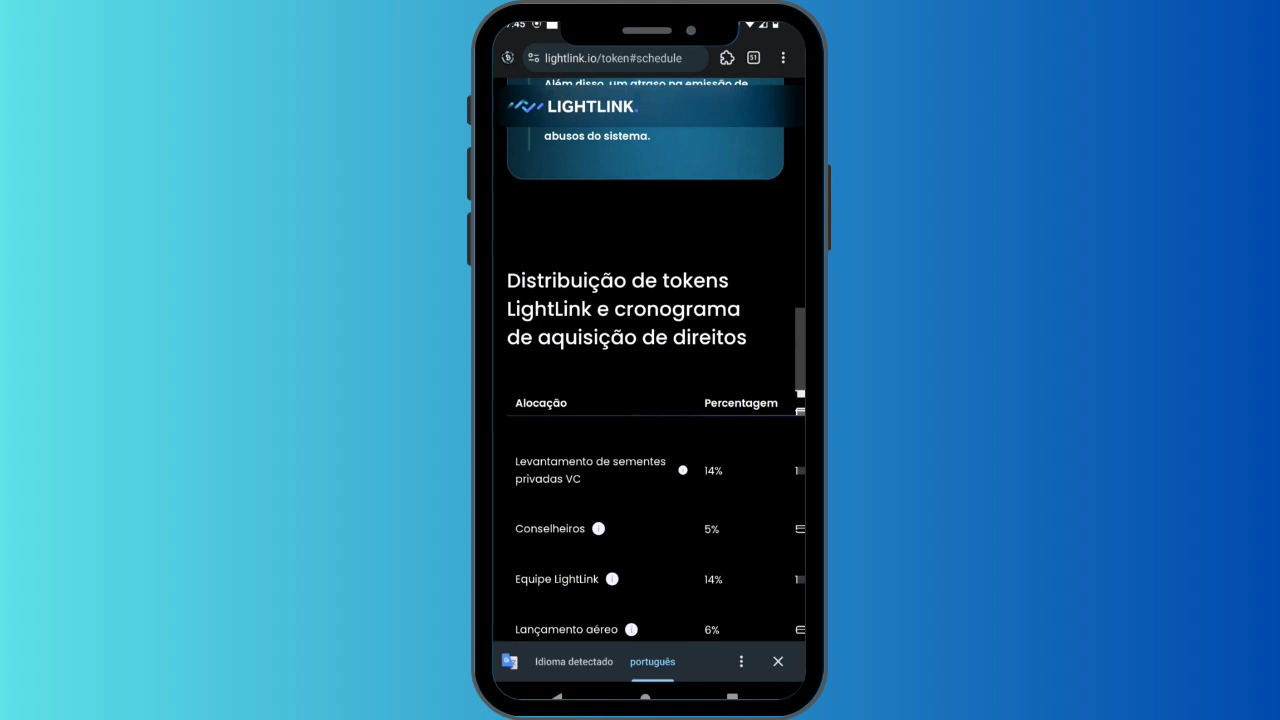 :45
lightlink.io/token#schedule
51
Além disso, um atraso na emissão de
LIGHTLINK.
abusos do sistema.
Distribuição de tokens
LightLink e cronograma
de aquisição de direitos
Alocação Percentagem
Levantamento de sementes
privadas VC
14%
Conselheiros 5%
Equipe LightLink 14%
Lançamento aéreo 6%
Idioma detectado português